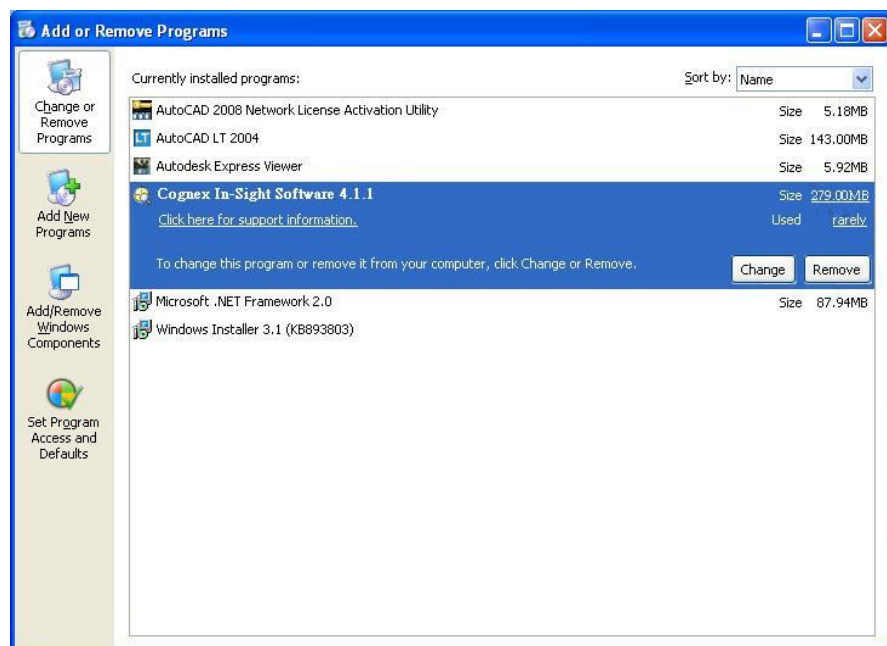 Add or Remove Programs
Change or
Remove
Programs
Add New
Programs
Add/Remove
Windows
Components
Set Program
Access and
Defaults
Currently installed programs:
Sort by: Name
AutoCAD 2008 Network License Activation Utility Size 5.18MB
AutoCAD LT 2004 Size 143.00MB
Autodesk Express Viewer Size 5.92MB
Cognex In-Sight Software 4.1.1 Size 279.00MB
Click here for support information. Used rarely
To change this program or remove it from your computer, click Change or Remove. Change Remove
Microsoft .NET Framework 2.0 Size 87.94MB
Windows Installer 3.1 (KB893803)